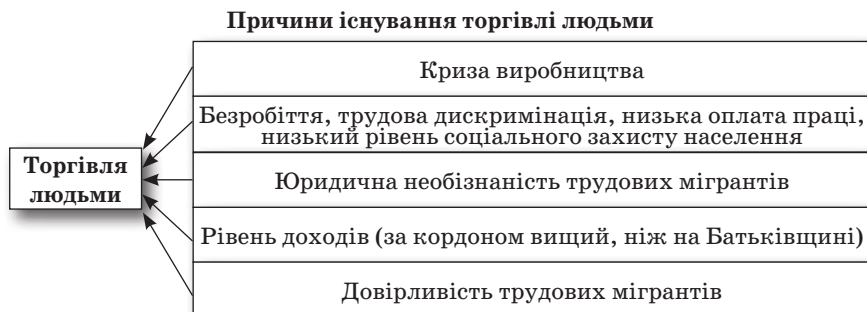 Причини існування торгівлі людьми
Криза виробництва
Безробіття, трудова дискримінація, низька оплата праці,
низький рівень соціального захисту населення
Торгівля
людьми
Юридична необізнаність трудових мігрантів
Рівень доходів (за кордоном вищий, ніж на Батьківщині)
Довірливість трудових мігрантів